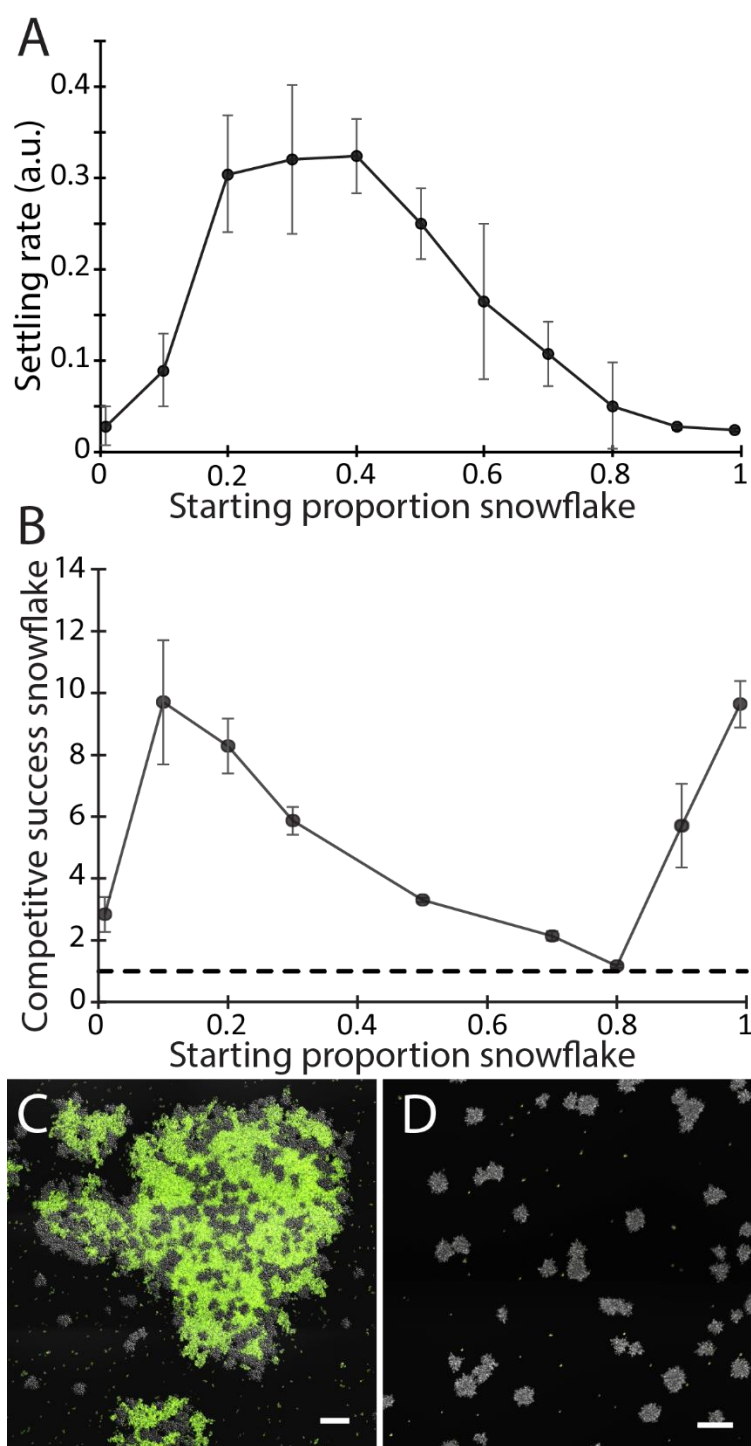 A
Settling rate (a.u.)
0.4
0.3
0.2
0.1
0
0 0.2 0.4 0.6 0.8 1
Starting proportion snowflake
B
Competitve success snowflake
14
12
10
8
6
4
2
0
0 0.2 0.4 0.6 0.8 1
Starting proportion snowflake
C D